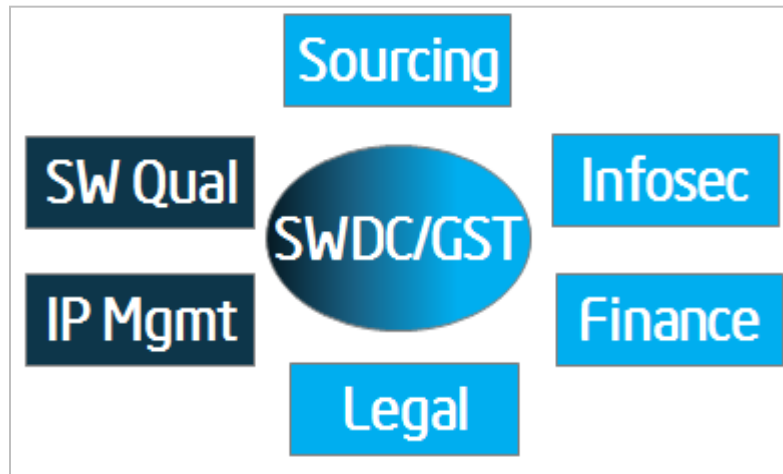 Sourcing
SW Qual
Infosec
SWDC/GST
IP Mgmt
Finance
Legal